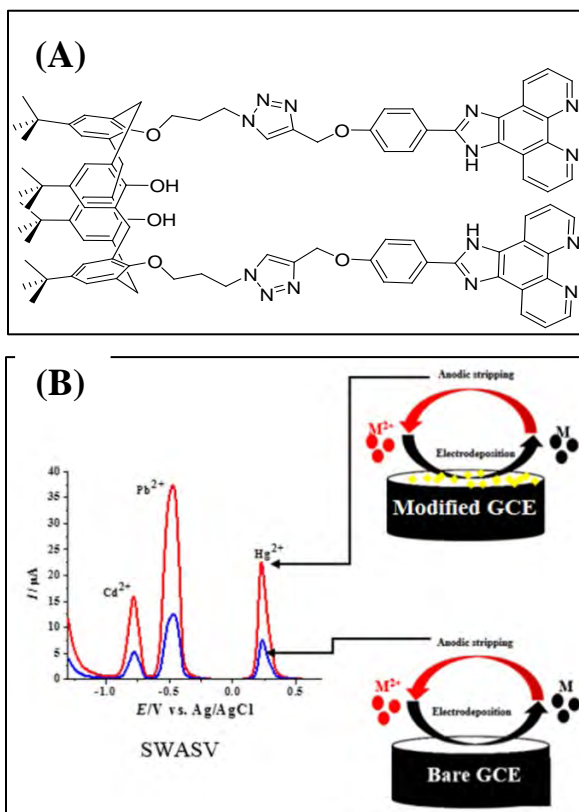 (A)
N
N
N
O
O
N
N
H
N
N
OH
OH
O
N
N
N
O
H
N
N
N
N
(B)
Anodic stripping
M2+
M
Electrodeposition
Modified GCE
40
35
30
25
20
15
10
5
0
I / µA
Cd2+
Pb2+
Hg2+
-1.0
-0.5
0.0
0.5
E/V vs. Ag/AgCl
SWASV
Anodic stripping
M2+
M
Electrodeposition
Bare GCE